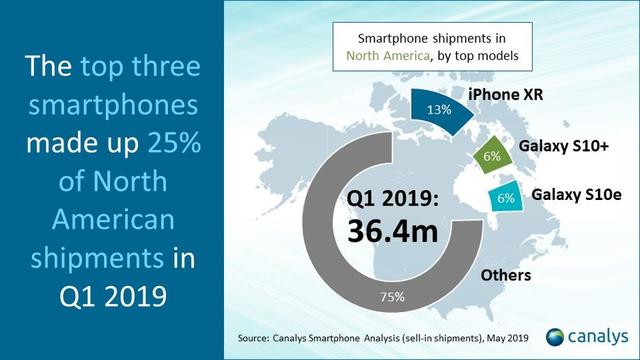 The top three
smartphones
made up 25%
of North
American
shipments in
Q1 2019
Smartphone shipments in
North America, by top models
iPhone XR
13%
Galaxy S10+
6%
Galaxy S10e
6%
Q1 2019:
36.4m
Others
75%
Source: Canalys Smartphone Analysis (sell-in shipments), May 2019
canalys